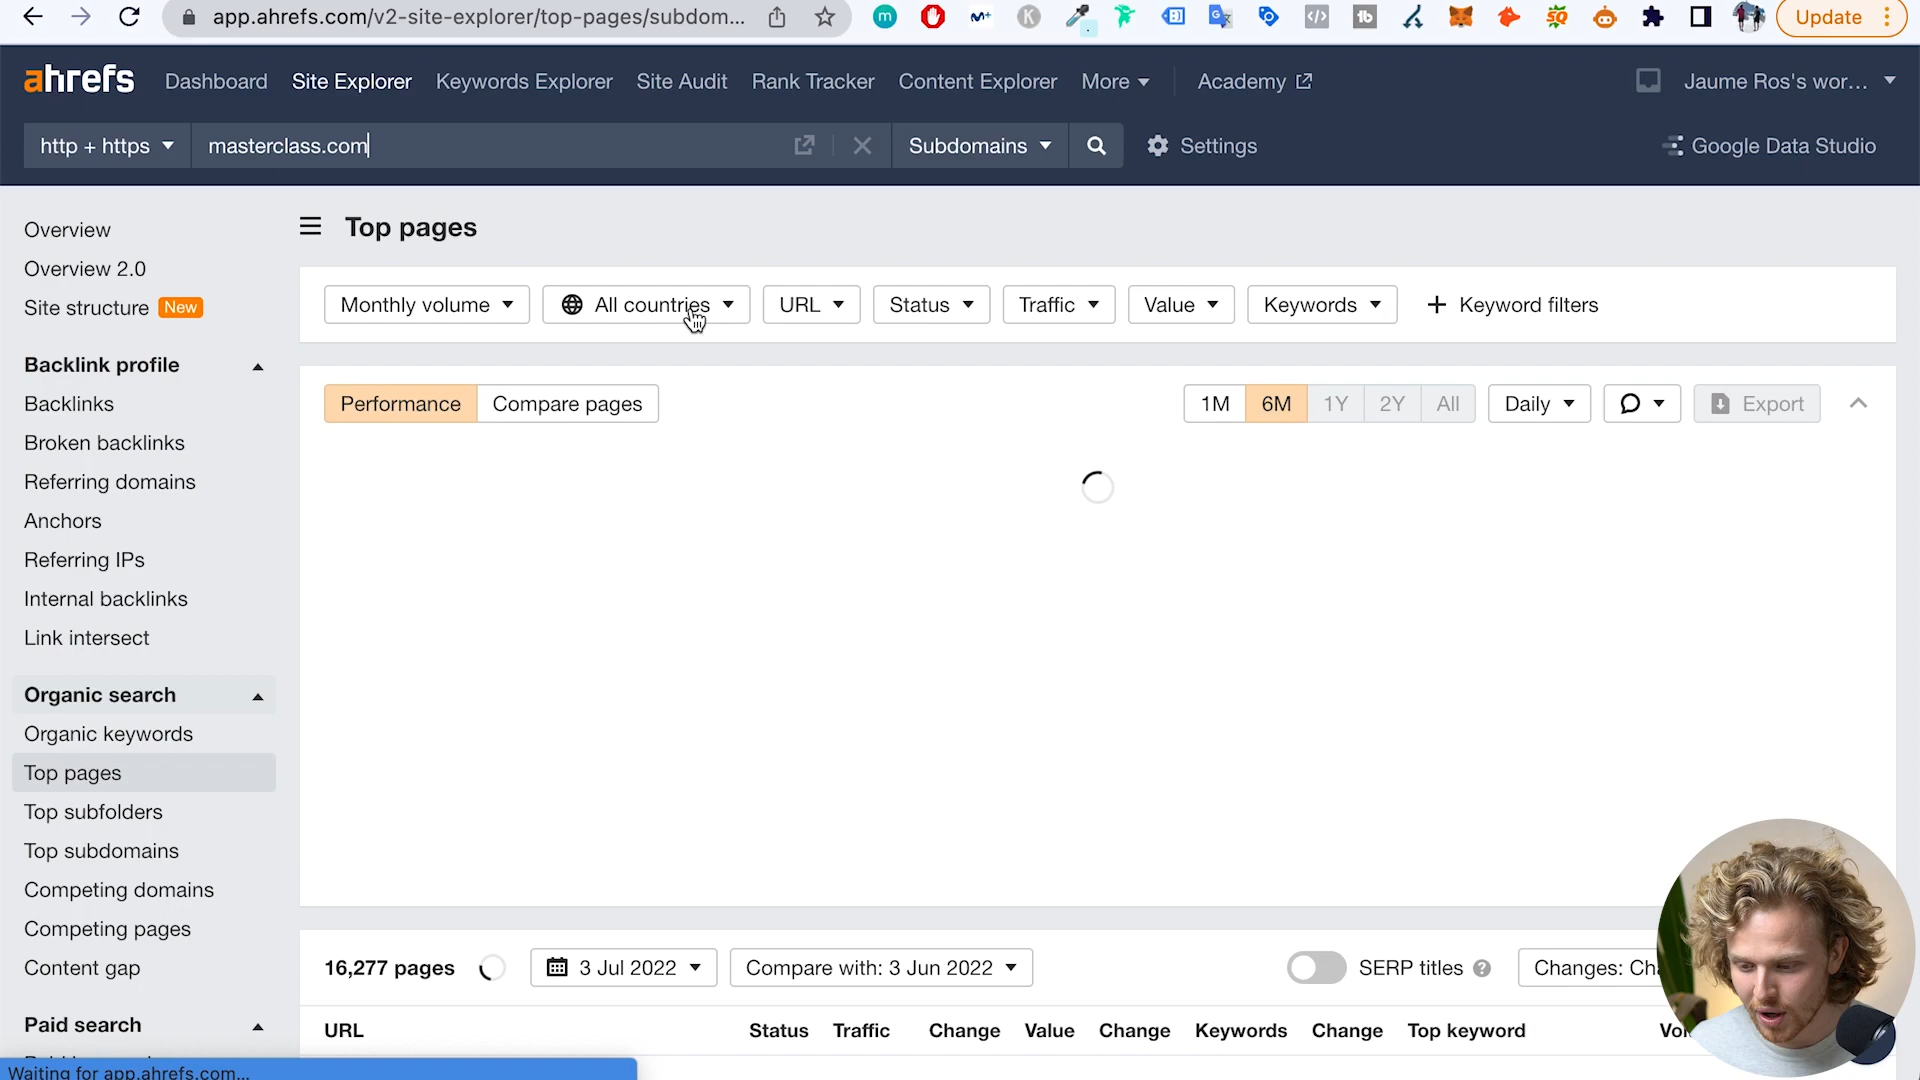 app.ahrefs.com/v2-site-explorer/top-pages/subdom...
Update
ahrefs
Dashboard
Site Explorer
Keywords Explorer
Site Audit
Rank Tracker
Content Explorer
More
Academy
Jaume Ros's wor...
http + https
masterclass.com
Subdomains
Settings
Google Data Studio
Overview
Overview 2.0
Site structure New
Backlink profile
Backlinks
Broken backlinks
Referring domains
Anchors
Referring IPs
Internal backlinks
Link intersect
Organic search
Organic keywords
Top pages
Top subfolders
Top subdomains
Competing domains
Competing pages
Content gap
Paid search
Top pages
Monthly volume
All countries
URL
Status
Traffic
Value
Keywords
+ Keyword filters
Performance
Compare pages
1M
6M
1Y
2Y
All
Daily
Export
16,277 pages
3 Jul 2022
Compare with: 3 Jun 2022
SERP titles
Changes:
URL
Status
Traffic
Change
Value
Change
Keywords
Change
Top keyword
Waiting for app.ahrefs.com...